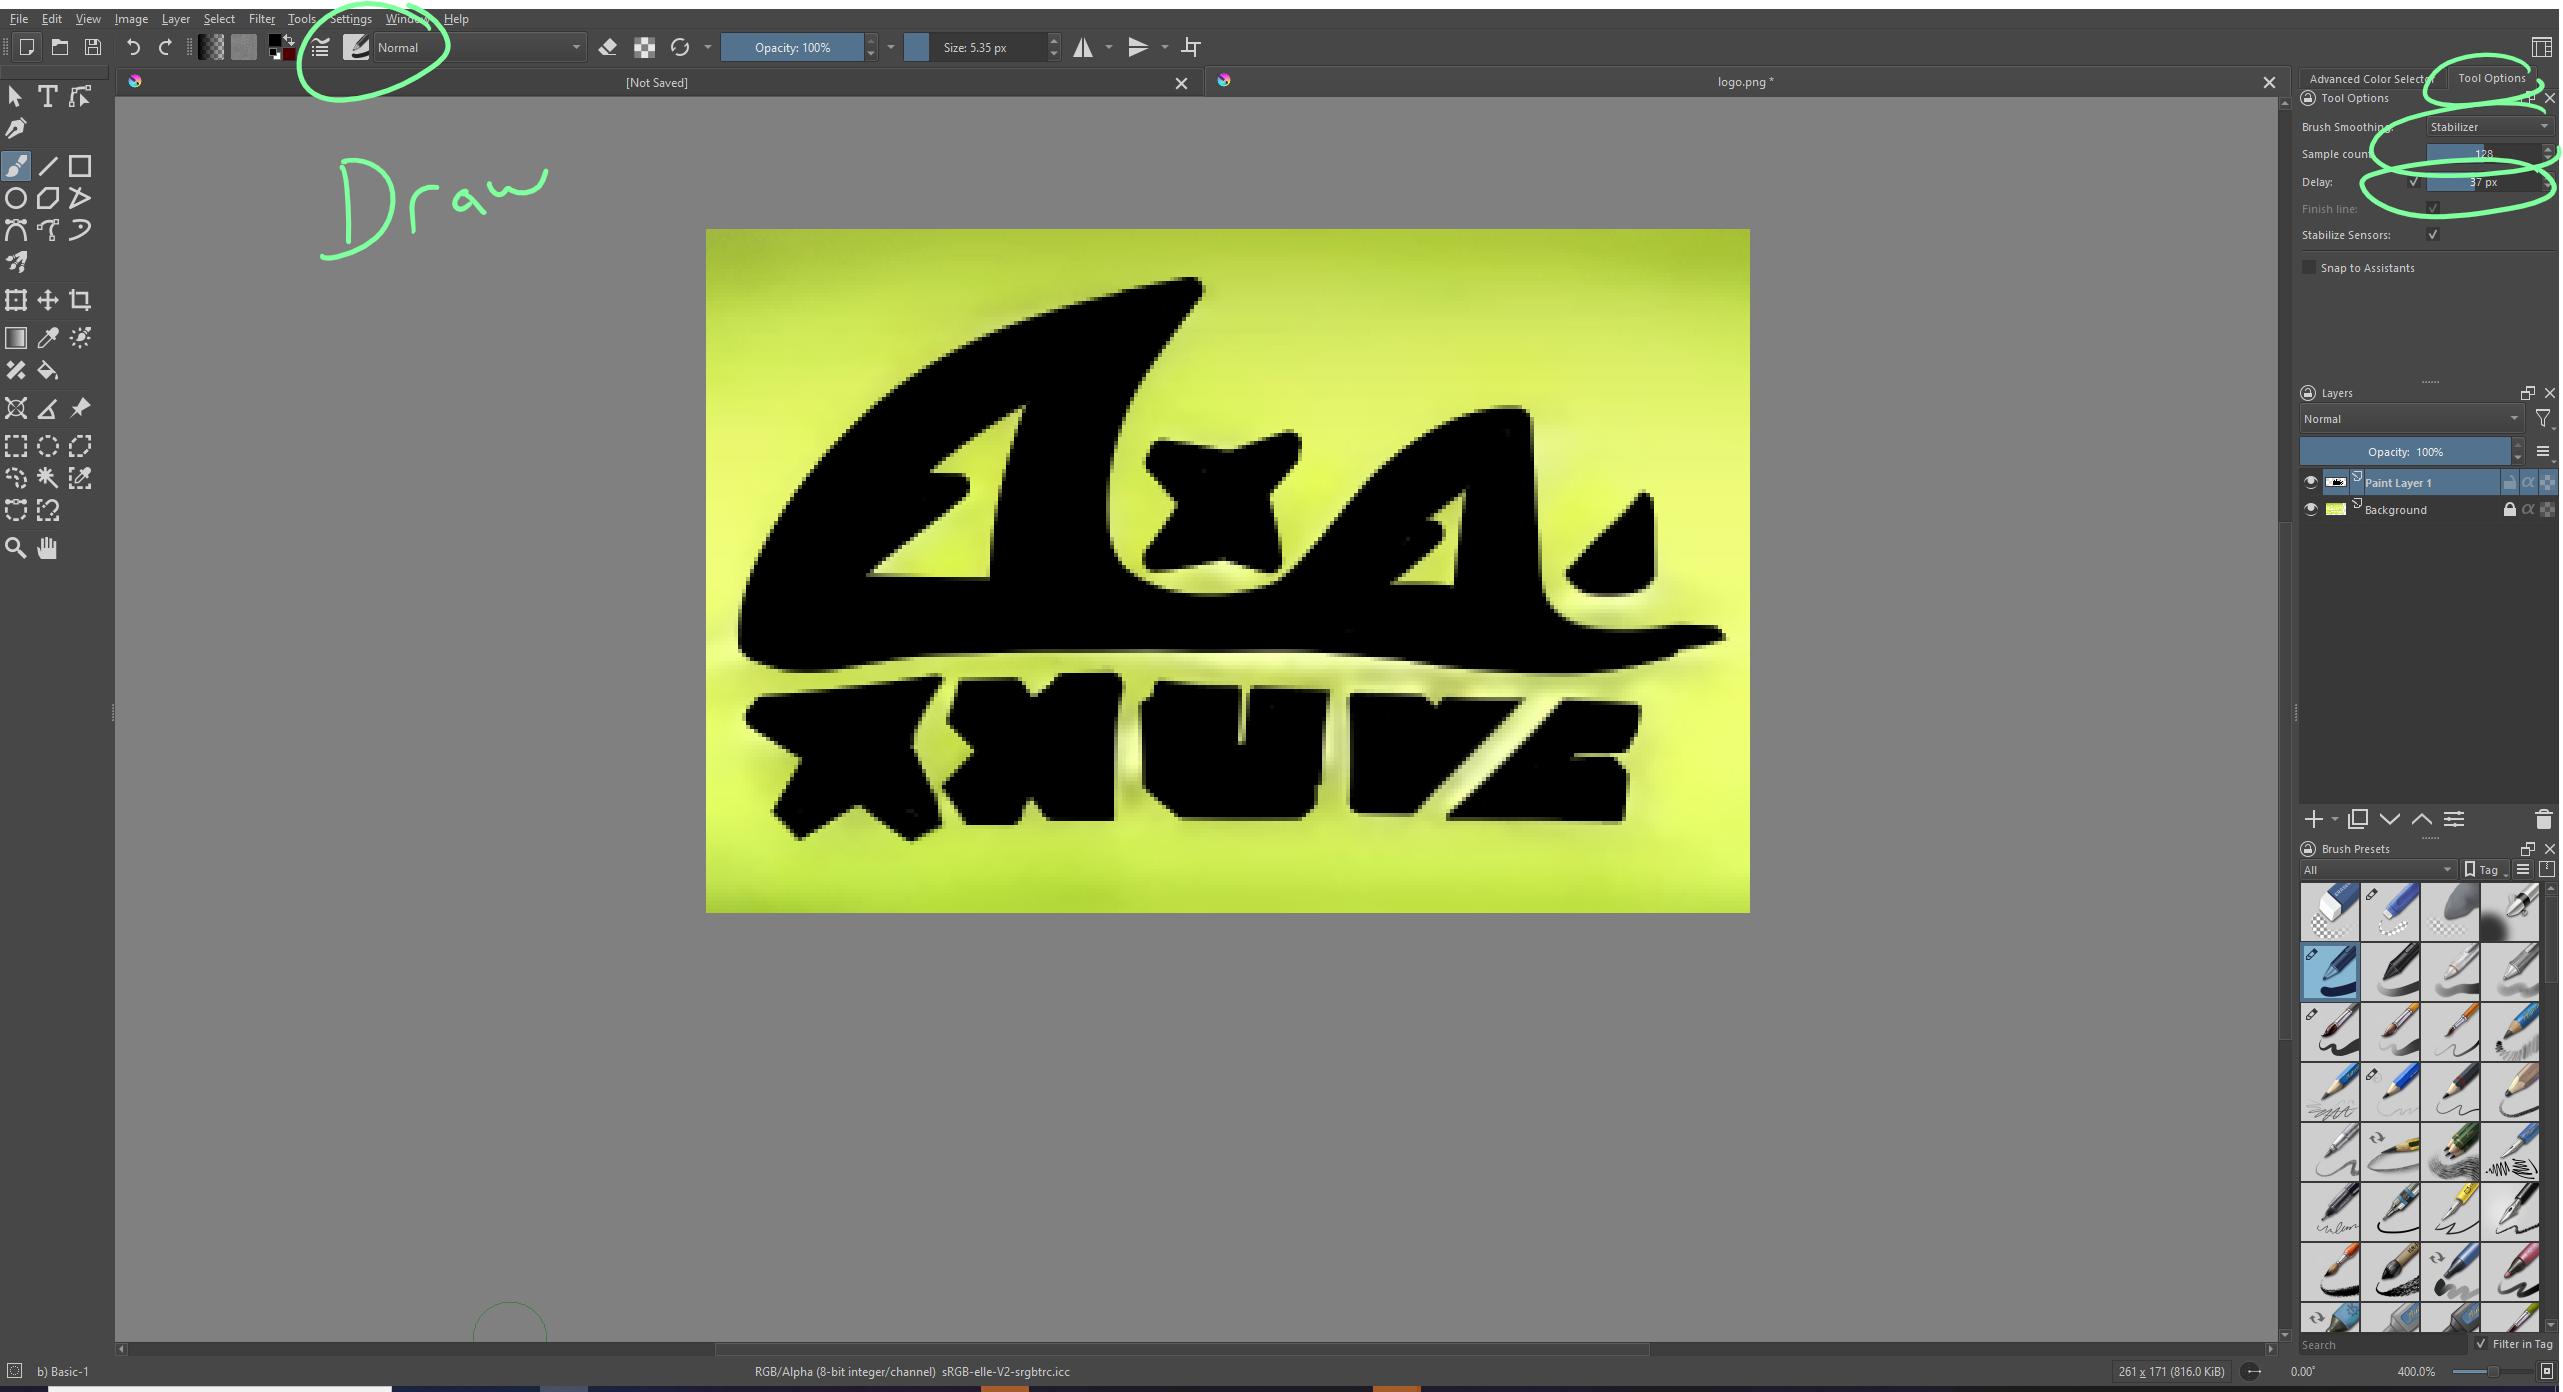 File Edit View Image Layer Select Filter Tools Settings Window Help
Normal
Opacity: 100%
Size: 5.35 px
[Not Saved]
logo.png *
Advanced Color Selector
Tool Options
Tool Options
Brush Smoothing:
Stabilizer
Sample count
128
Delay:
37 px
Finish line:
Stabilize Sensors:
Snap to Assistants
Draw
Layers
Normal
Opacity: 100%
Paint Layer 1
Background
Brush Presets
All
Tag
Search
Filter in Tag
b) Basic-1
RGB/Alpha (8-bit integer/channel) sRGB-elle-V2-srgbtrc.icc
261 x 171 (816.0 KiB)
0.00°
400.0%